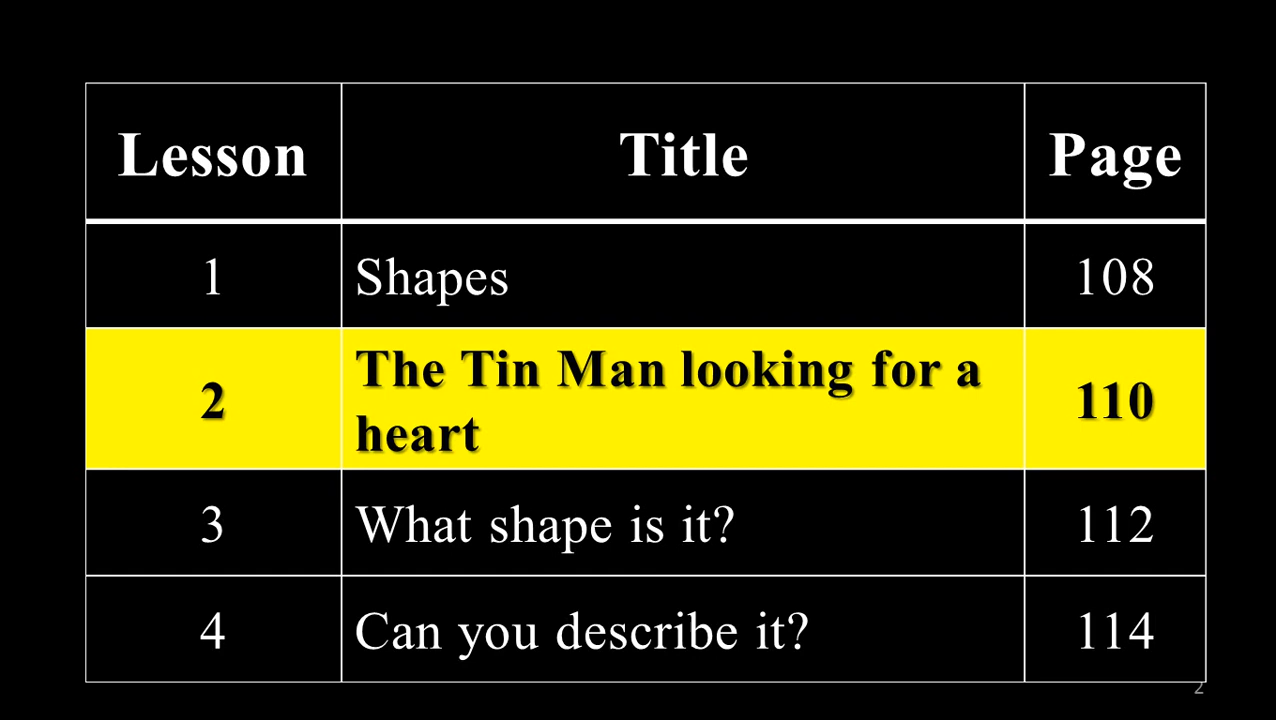 Lesson Title Page
1 Shapes 108
2 The Tin Man looking for a heart 110
3 What shape is it? 112
4 Can you describe it? 114
2